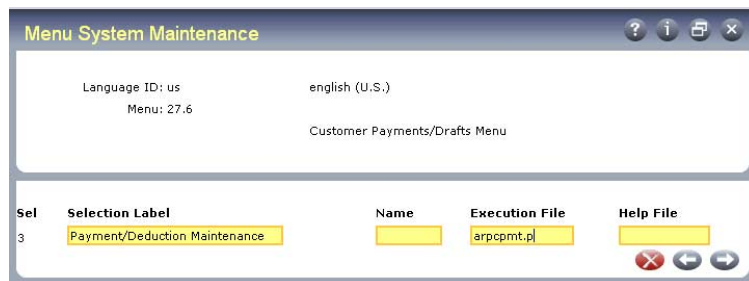 Menu System Maintenance
Language ID: us english (U.S.)
Menu: 27.6
Customer Payments/Drafts Menu
Sel Selection Label Name Execution File Help File
3 Payment/Deduction Maintenance arpcpmt.p